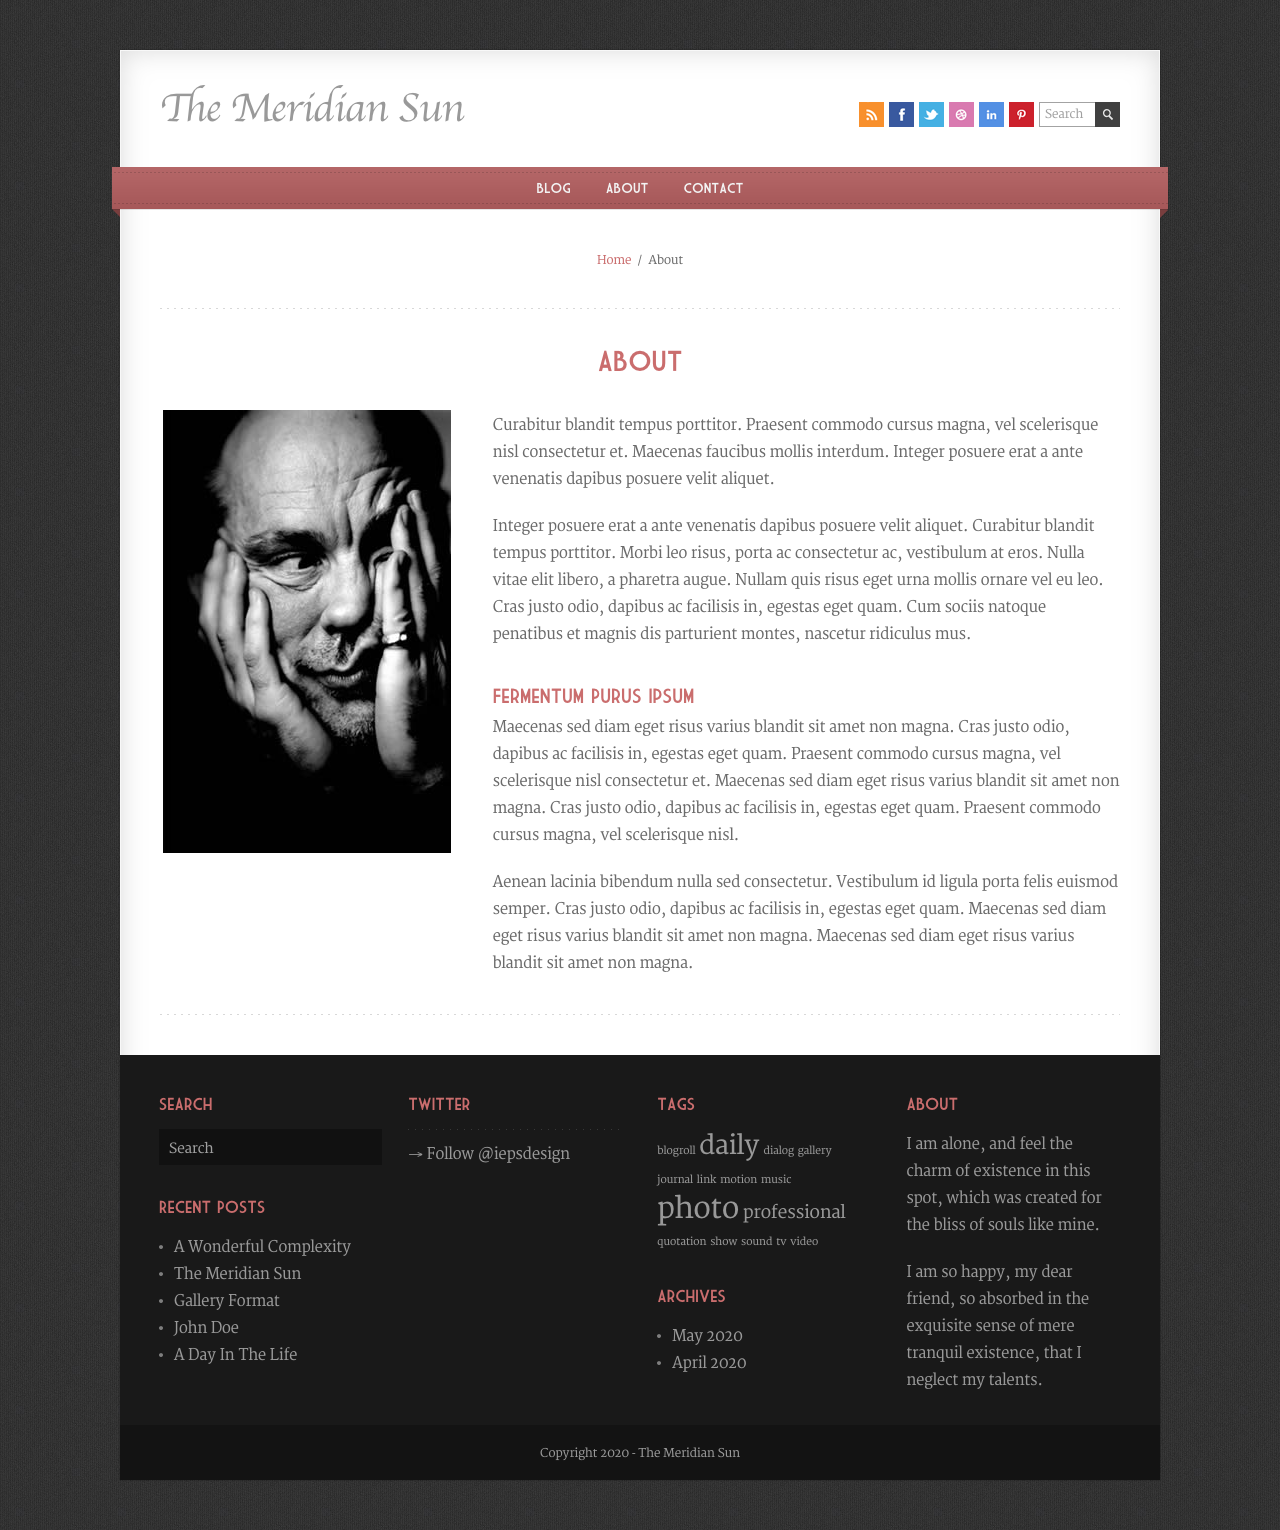 The Meridian Sun
Search
BLOG ABOUT CONTACT
Home / About
ABOUT
Curabitur blandit tempus porttitor. Praesent commodo cursus magna, vel scelerisque
nisl consectetur et. Maecenas faucibus mollis interdum. Integer posuere erat a ante
venenatis dapibus posuere velit aliquet.
Integer posuere erat a ante venenatis dapibus posuere velit aliquet. Curabitur blandit
tempus porttitor. Morbi leo risus, porta ac consectetur ac, vestibulum at eros. Nulla
vitae elit libero, a pharetra augue. Nullam quis risus eget urna mollis ornare vel eu leo.
Cras justo odio, dapibus ac facilisis in, egestas eget quam. Cum sociis natoque
penatibus et magnis dis parturient montes, nascetur ridiculus mus.
FERMENTUM PURUS IPSUM
Maecenas sed diam eget risus varius blandit sit amet non magna. Cras justo odio,
dapibus ac facilisis in, egestas eget quam. Praesent commodo cursus magna, vel
scelerisque nisl consectetur et. Maecenas sed diam eget risus varius blandit sit amet non
magna. Cras justo odio, dapibus ac facilisis in, egestas eget quam. Praesent commodo
cursus magna, vel scelerisque nisl.
Aenean lacinia bibendum nulla sed consectetur. Vestibulum id ligula porta felis euismod
semper. Cras justo odio, dapibus ac facilisis in, egestas eget quam. Maecenas sed diam
eget risus varius blandit sit amet non magna. Maecenas sed diam eget risus varius
blandit sit amet non magna.
SEARCH
Search
RECENT POSTS
• A Wonderful Complexity
• The Meridian Sun
• Gallery Format
• John Doe
• A Day In The Life
TWITTER
→ Follow @iepsdesign
TAGS
blogroll daily dialog gallery
journal link motion music
photo professional
quotation show sound tv video
ARCHIVES
• May 2020
• April 2020
ABOUT
I am alone, and feel the
charm of existence in this
spot, which was created for
the bliss of souls like mine.
I am so happy, my dear
friend, so absorbed in the
exquisite sense of mere
tranquil existence, that I
neglect my talents.
Copyright 2020 - The Meridian Sun